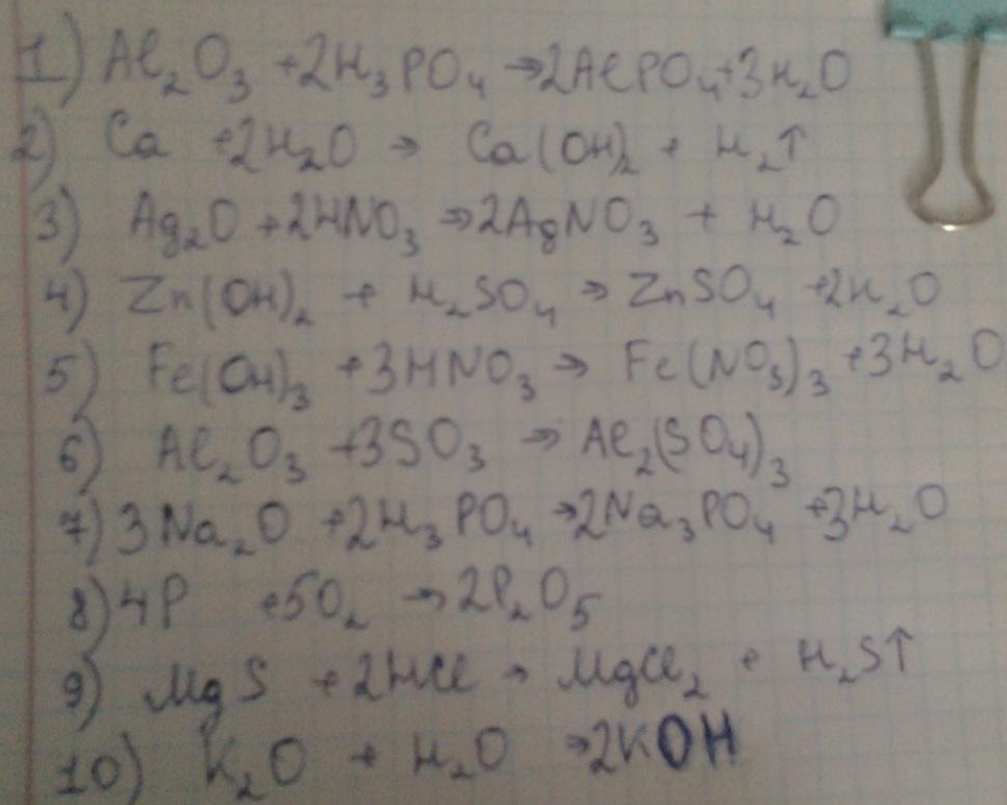 1) Al₂O₃ +2H₃PO₄ →2AlPO₄+3H₂O
2) Ca +2H₂O → Ca(OH)₂ + H₂↑
3) Ag₂O +2HNO₃ →2AgNO₃ + H₂O
4) Zn(OH)₂ + H₂SO₄ → ZnSO₄ +2H₂O
5) Fe(OH)₃ +3HNO₃ → Fe(NO₃)₃ +3H₂O
6) Al₂O₃ +3SO₃ → Al₂(SO₄)₃
7) 3Na₂O +2H₃PO₄ →2Na₃PO₄ +3H₂O
8) 4P +5O₂ →2P₂O₅
9) MgS +2HCl → MgCl₂ + H₂S↑
10) K₂O + H₂O →2KOH